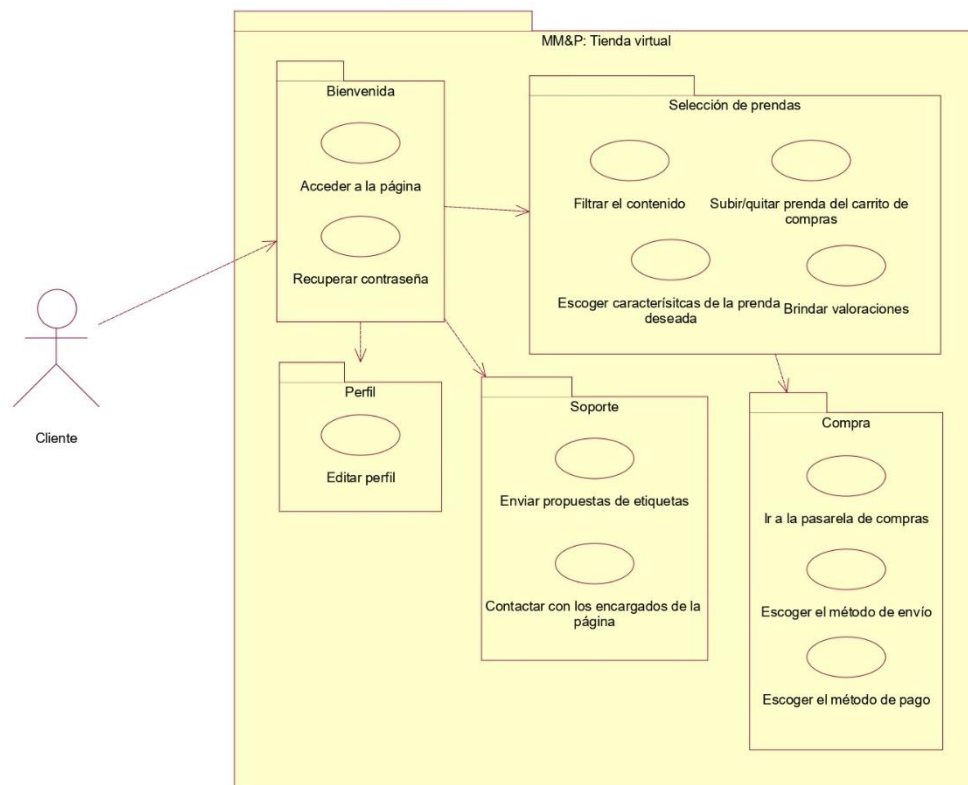 MM&P: Tienda virtual
Bienvenida
Acceder a la página
Recuperar contraseña
Selección de prendas
Filtrar el contenido
Subir/quitar prenda del carrito de
compras
Escoger caracterísitcas de la prenda
deseada
Brindar valoraciones
Cliente
Perfil
Editar perfil
Soporte
Enviar propuestas de etiquetas
Contactar con los encargados de la
página
Compra
Ir a la pasarela de compras
Escoger el método de envío
Escoger el método de pago